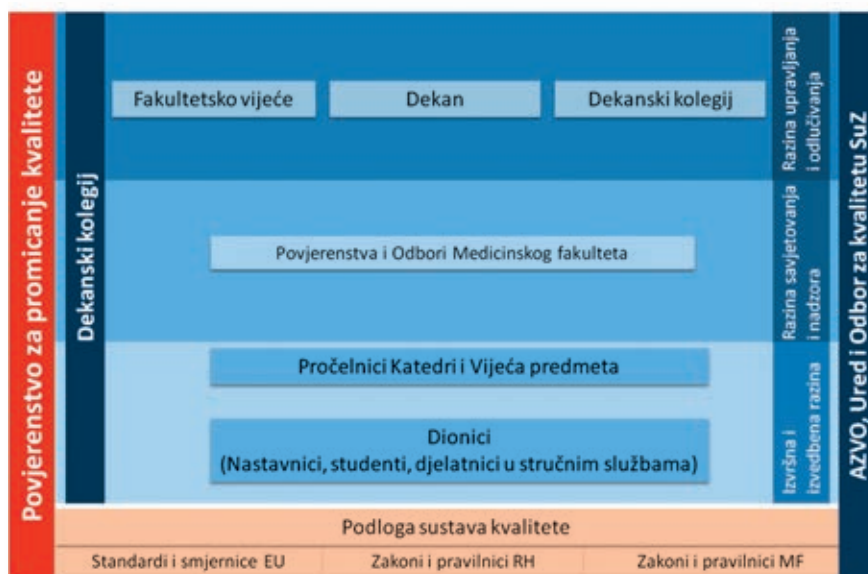 Povjerenstvo za promicanje kvalitete
Dekanski kolegij
Fakultetsko vijeće
Dekan
Dekanski kolegij
Razina upravljanja
i odlučivanja
Povjerenstva i Odbori Medicinskog fakulteta
Razina savjetovanja
i nadzora
Pročelnici Katedri i Vijeća predmeta
Dionici
(Nastavnici, studenti, djelatnici u stručnim službama)
Izvršna i
izvedbena razina
AZVO, Ured i Odbor za kvalitetu SuZ
Podloga sustava kvalitete
Standardi i smjernice EU
Zakoni i pravilnici RH
Zakoni i pravilnici MF